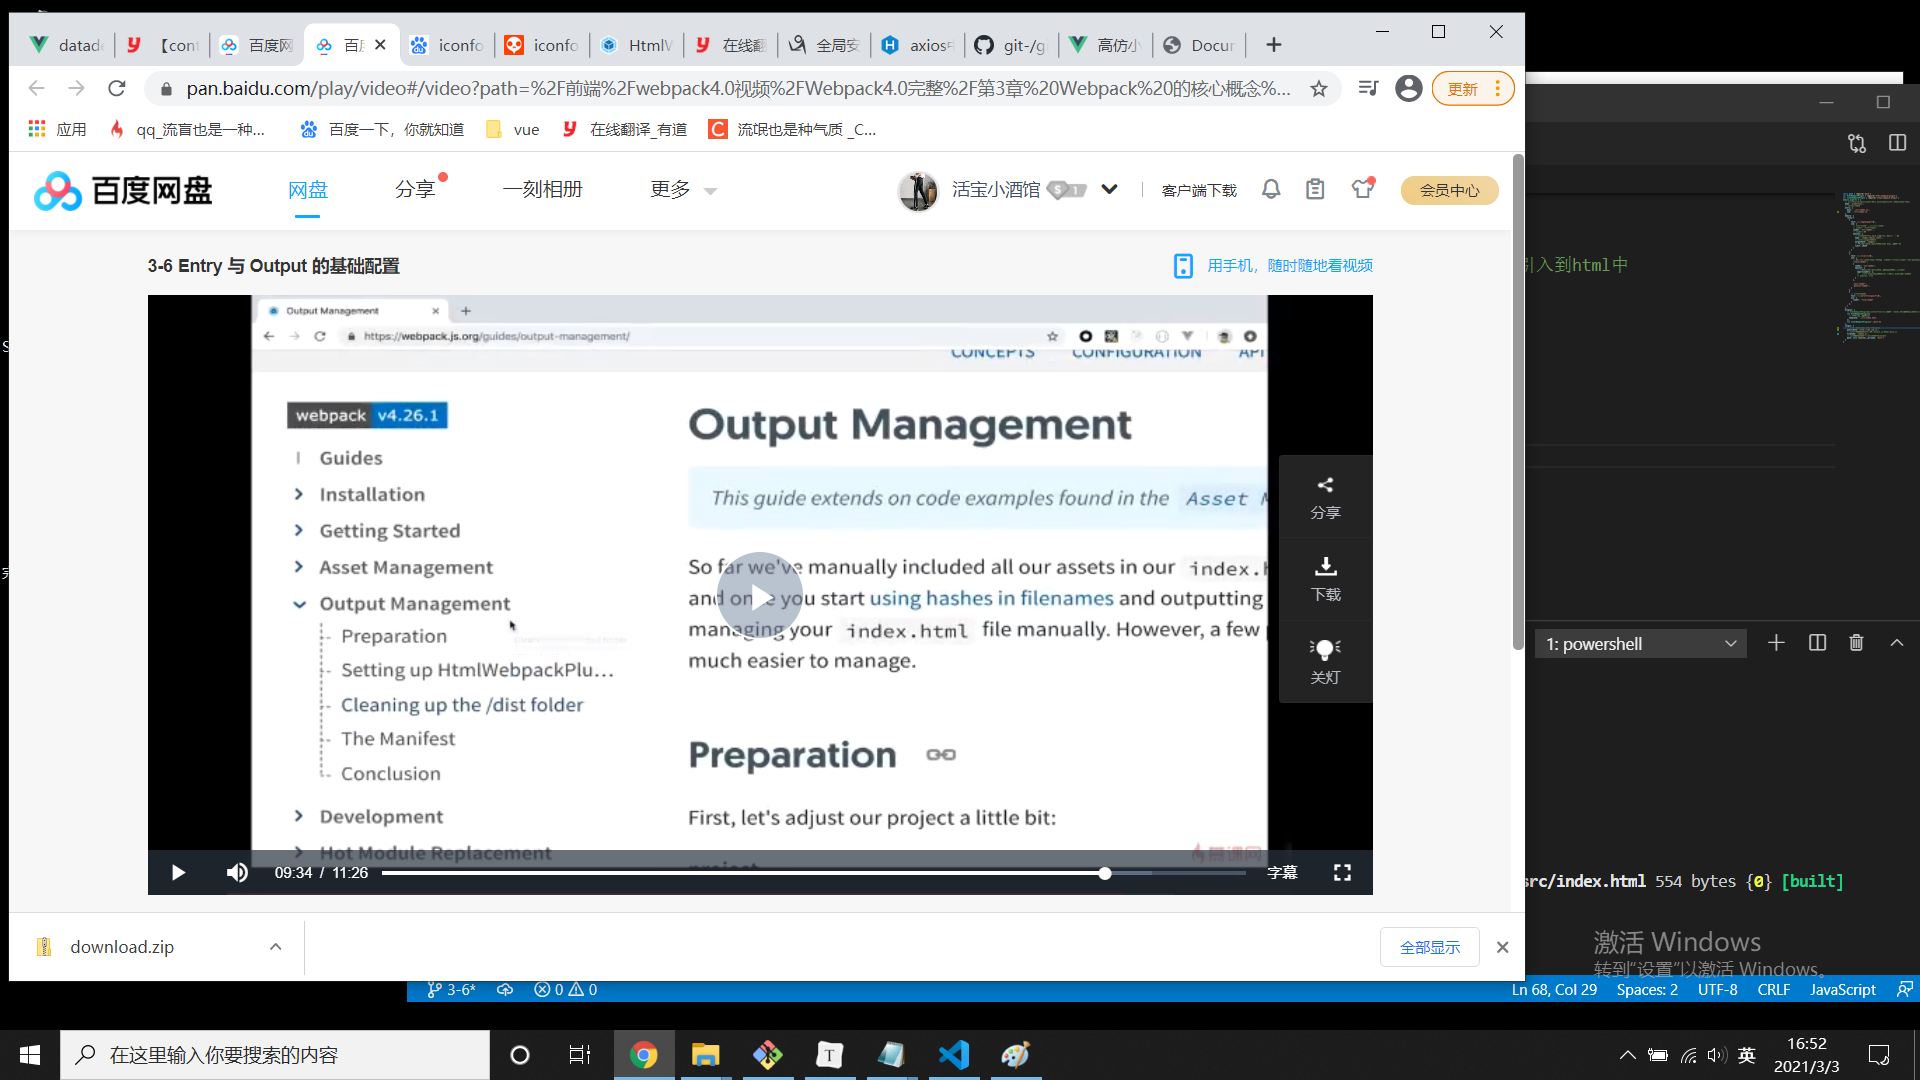 datad
【con
百度网
百
iconfo
iconfo
HtmlW
在线翻
全局安
axios
git-/g
高仿小
Docur
pan.baidu.com/play/video#/video?path=%2F前端%2Fwebpack4.0视频%2FWebpack4.0完整%2F第3章%20Webpack%20的核心概念%...
更新
应用
qq_流盲也是一种...
百度一下，你就知道
vue
在线翻译_有道
流氓也是种气质 _C...
百度网盘
网盘
分享
一刻相册
更多
活宝小酒馆
S 1
客户端下载
会员中心
3-6 Entry 与 Output 的基础配置
用手机，随时随地看视频
引入到html中
Output Management
https://webpack.js.org/guides/output-management/
CONCEPTS
CONFIGURATION
API
webpack v4.26.1
Guides
Installation
Getting Started
Asset Management
Output Management
Preparation
Setting up HtmlWebpackPlu...
Cleaning up the /dist folder
The Manifest
Conclusion
Development
Hot Module Replacement
Output Management
This guide extends on code examples found in the Asset M
So far we've manually included all our assets in our index.h
and once you start using hashes in filenames and outputting
managing your index.html file manually. However, a few p
much easier to manage.
Preparation
First, let's adjust our project a little bit:
project
慕课网
分享
下载
关灯
09:34 / 11:26
字幕
1: powershell
src/index.html 554 bytes {0} [built]
download.zip
全部显示
激活 Windows
转到“设置”以激活 Windows。
3-6*
0
0
Ln 68, Col 29
Spaces: 2
UTF-8
CRLF
JavaScript
在这里输入你要搜索的内容
T
英
16:52
2021/3/3